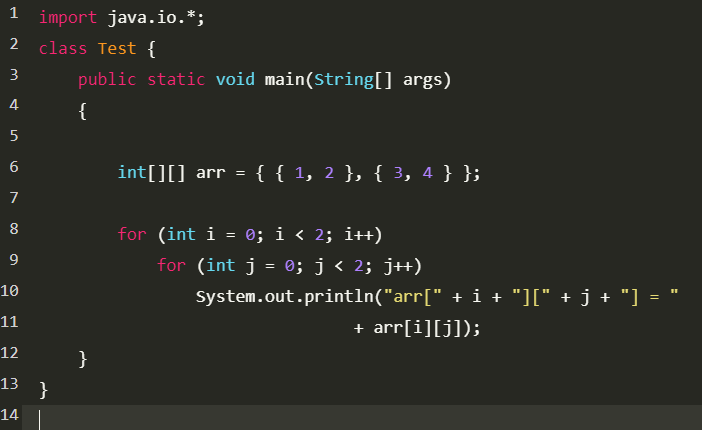 1 import java.io.*;
2 class Test {
3     public static void main(String[] args)
4     {
5
6         int[][] arr = { { 1, 2 }, { 3, 4 } };
7
8         for (int i = 0; i < 2; i++)
9             for (int j = 0; j < 2; j++)
10                 System.out.println("arr[" + i + "][" + j + "] = "
11                                 + arr[i][j]);
12     }
13 }
14